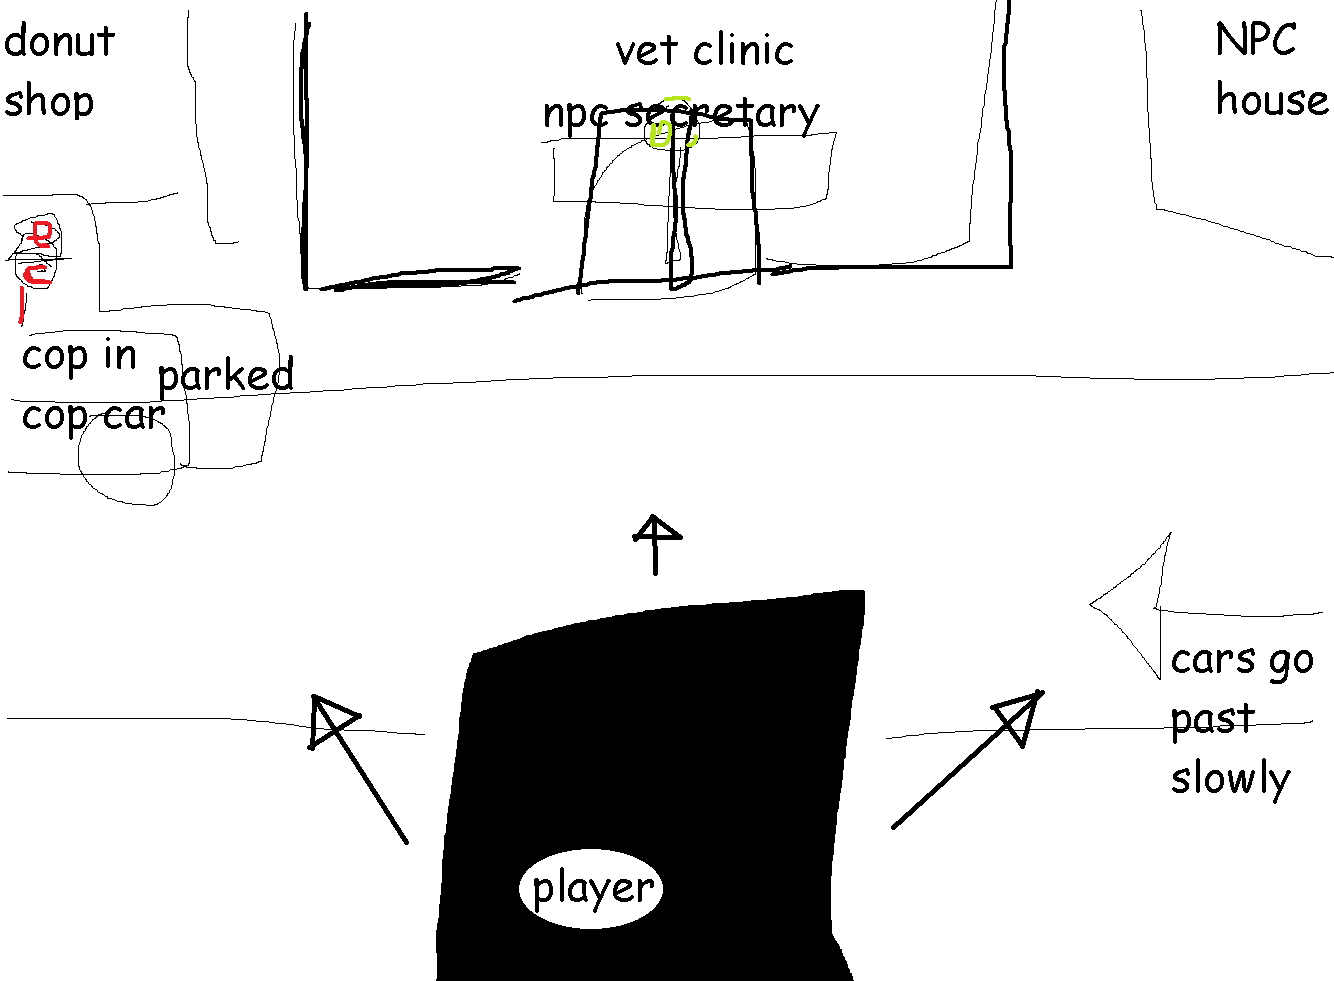 donut
shop
vet clinic
npc secretary
NPC
house
cop in
cop car
parked
cars go
past
slowly
player